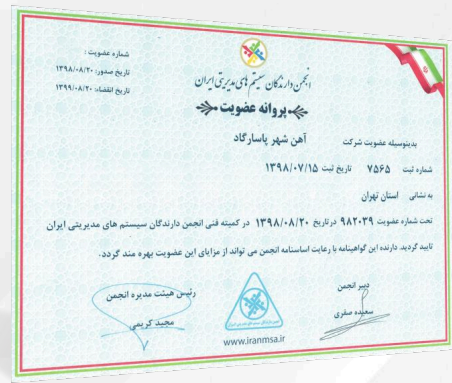 شماره عضویت :
تاریخ صدور: ۱۳۹۸/۰۸/۲۰
تاریخ انقضاء: ۱۳۹۹/۰۸/۲۰
انجمن دارندگان سیستم های مدیریتی ایران
پروانه عضویت
بدینوسیله عضویت شرکت آهن شهر پاسارگاد
شماره ثبت ۷۵۶۵ تاریخ ثبت ۱۳۹۸/۰۷/۱۵
به نشانی استان تهران
تحت شماره عضویت ۹۸۲۰۳۹ درتاریخ ۱۳۹۸/۰۸/۲۰ در کمیته فنی انجمن دارندگان سیستم های مدیریتی ایران
تایید گردید. دارنده این گواهینامه با رعایت اساسنامه انجمن می تواند از مزایای این عضویت بهره مند گردد.
دبیر انجمن
سعیده صفری
رئیس هیئت مدیره انجمن
مجید کریمی
www.iranmsa.ir